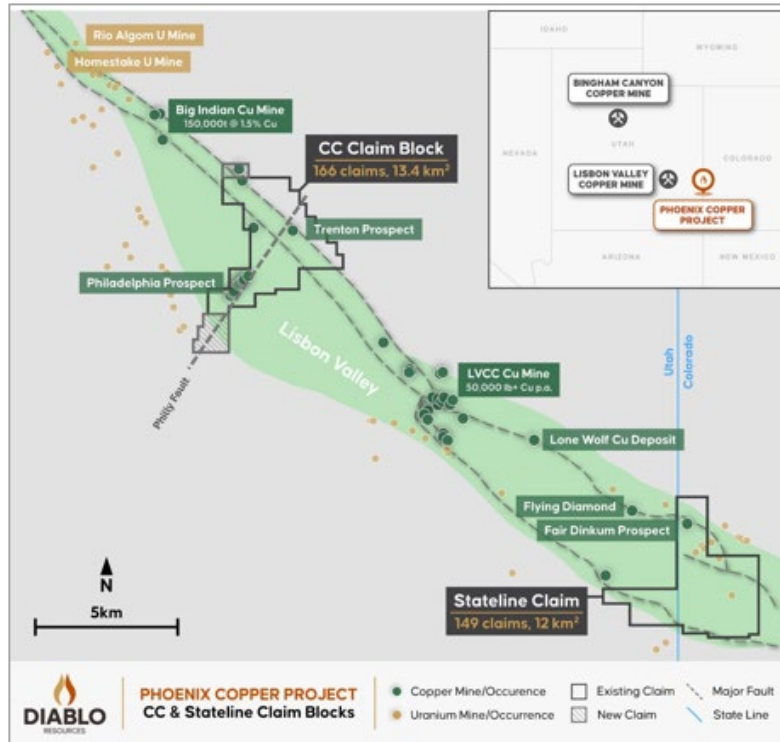 Rio Algom U Mine
Homestake U Mine
Big Indian Cu Mine
150,000t @ 1.5% Cu
CC Claim Block
166 claims, 13.4 km²
Trenton Prospect
Philadelphia Prospect
Lisbon Valley
Philly Fault
LVCC Cu Mine
50,000 lb+ Cu p.a.
Utah
Colorado
Lone Wolf Cu Deposit
Flying Diamond
Fair Dinkum Prospect
Stateline Claim
149 claims, 12 km²
N
5km
IDAHO
WYOMING
BINGHAM CANYON
COPPER MINE
NEVADA
UTAH
COLORADO
LISBON VALLEY
COPPER MINE
PHOENIX COPPER
PROJECT
ARIZONA
NEW MEXICO
DIABLO
RESOURCES
PHOENIX COPPER PROJECT
CC & Stateline Claim Blocks
Copper Mine/Occurence
Uranium Mine/Occurrence
Existing Claim
New Claim
Major Fault
State Line